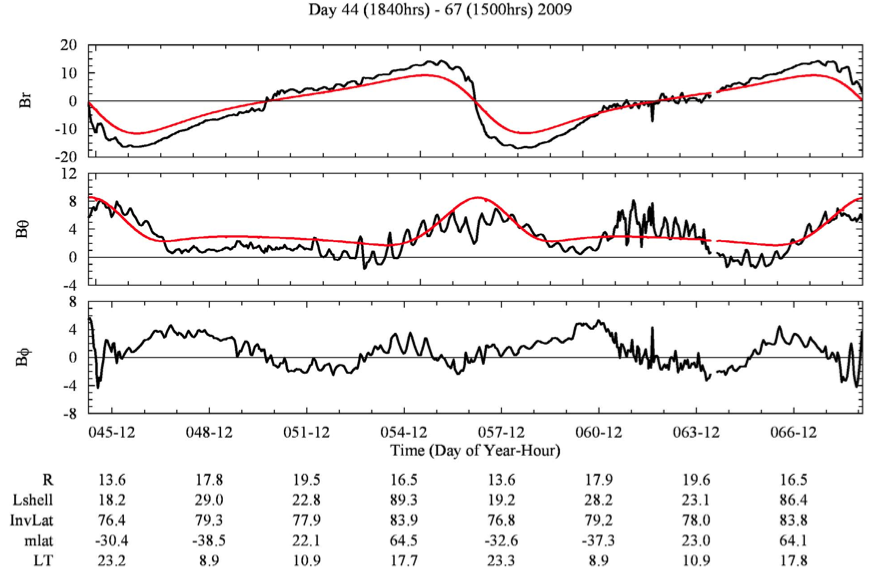 Day 44 (1840hrs) - 67 (1500hrs) 2009
20
10
0
-10
-20
Br
12
8
4
0
-4
Bθ
8
4
0
-4
-8
Bϕ
045-12 048-12 051-12 054-12 057-12 060-12 063-12 066-12
Time (Day of Year-Hour)
R 13.6 17.8 19.5 16.5 13.6 17.9 19.6 16.5
Lshell 18.2 29.0 22.8 89.3 19.2 28.2 23.1 86.4
InvLat 76.4 79.3 77.9 83.9 76.8 79.2 78.0 83.8
mlat -30.4 -38.5 22.1 64.5 -32.6 -37.3 23.0 64.1
LT 23.2 8.9 10.9 17.7 23.3 8.9 10.9 17.8